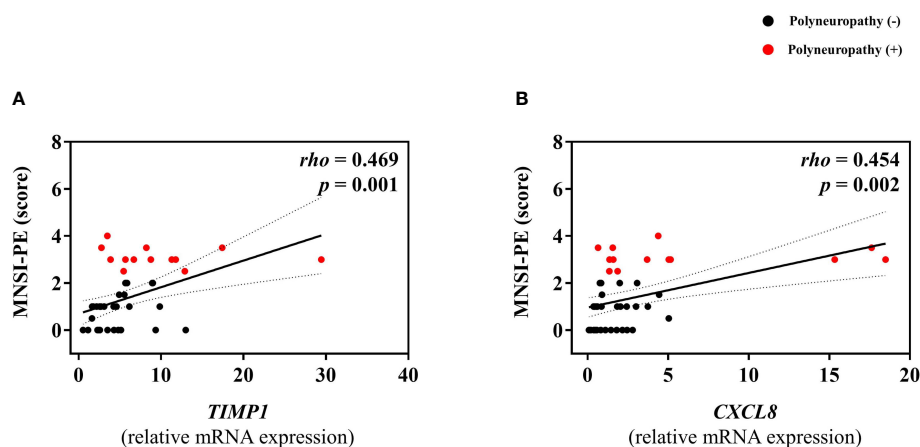 Polyneuropathy (-)
Polyneuropathy (+)
A
MNSI-PE (score)
8
6
4
2
0
rho = 0.469
p = 0.001
0 10 20 30 40
TIMP1
(relative mRNA expression)
B
MNSI-PE (score)
8
6
4
2
0
rho = 0.454
p = 0.002
0 5 10 15 20
CXCL8
(relative mRNA expression)